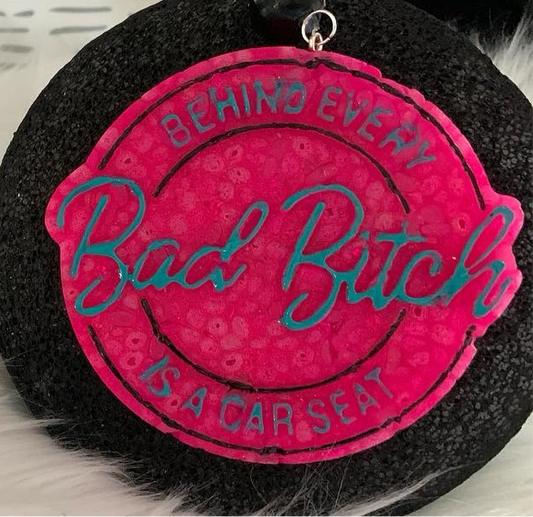 BEHIND EVERY
Bad Bitch
IS A CAR SEAT